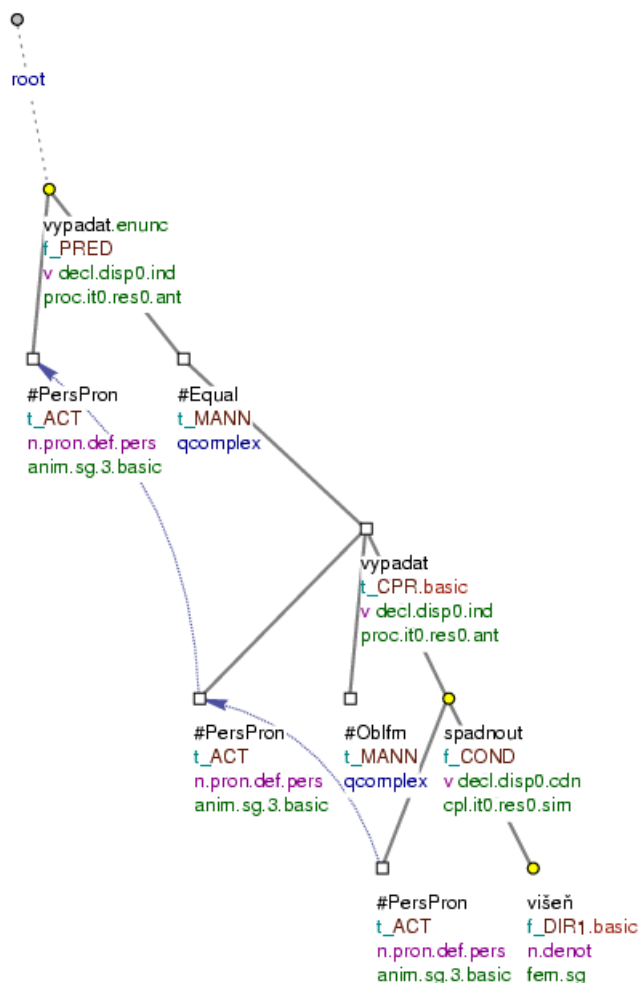 root
vypadat.enunc
f_PRED
v decl.disp0.ind
proc.it0.res0.ant
#PersPron
t_ACT
n.pron.def.pers
anim.sg.3.basic
#Equal
t_MANN
qcomplex
vypadat
t_CPR.basic
v decl.disp0.ind
proc.it0.res0.ant
#PersPron
t_ACT
n.pron.def.pers
anim.sg.3.basic
#Oblfm
t_MANN
qcomplex
spadnout
f_COND
v decl.disp0.cdn
cpl.it0.res0.sim
#PersPron
t_ACT
n.pron.def.pers
anim.sg.3.basic
višeň
f_DIR1.basic
n.denot
fem.sg